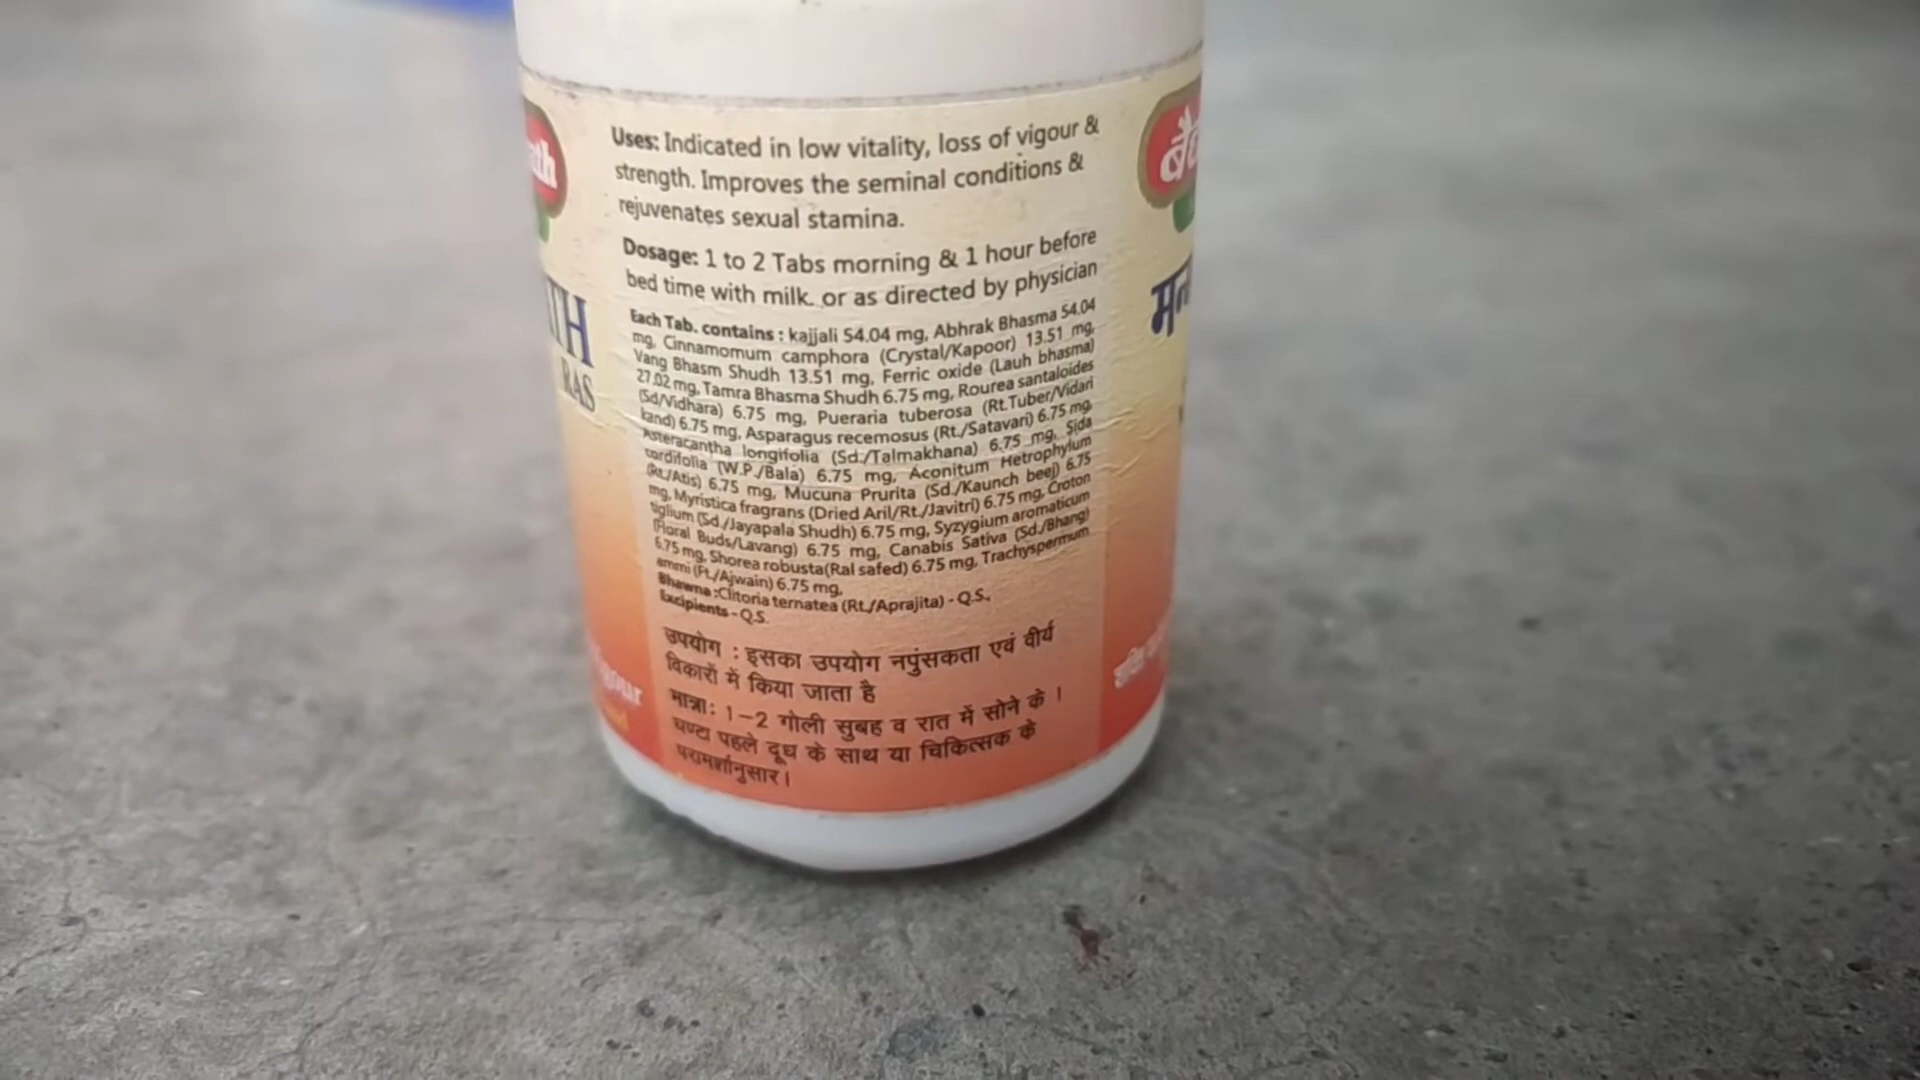 Uses: Indicated in low vitality, loss of vigour &
strength. Improves the seminal conditions &
rejuvenates sexual stamina.
Dosage: 1 to 2 Tabs morning & 1 hour before
bed time with milk. or as directed by physician
Each Tab. contains : kajjali 54.04 mg, Abhrak Bhasma 54.04
mg, Cinnamomum camphora (Crystal/Kapoor) 13.51 mg,
Vang Bhasm Shudh 13.51 mg, Ferric oxide (Lauh bhasma)
27.02 mg, Tamra Bhasma Shudh 6.75 mg, Rourea santaloides
(Sd/Vidhara) 6.75 mg, Pueraria tuberosa (Rt.Tuber/Vidari
kand) 6.75 mg, Asparagus recemosus (Rt./Satavari) 6.75 mg,
Asteracantha longifolia (Sd./Talmakhana) 6.75 mg, Sida
cordifolia (W.P./Bala) 6.75 mg, Aconitum Hetrophylum
(Rt./Atis) 6.75 mg, Mucuna Prurita (Sd./Kaunch beej) 6.75
mg, Myristica fragrans (Dried Aril/Rt./Javitri) 6.75 mg, Croton
tiglium (Sd./Jayapala Shudh) 6.75 mg, Syzygium aromaticum
(Floral Buds/Lavang) 6.75 mg, Canabis Sativa (Sd./Bhang)
6.75 mg, Shorea robusta(Ral safed) 6.75 mg, Trachyspermum
ammi (Ft./Ajwain) 6.75 mg,
Bhawna :Clitoria ternatea (Rt./Aprajita) - Q.S.,
Excipients - Q.S.
उपयोग : इसका उपयोग नपुंसकता एवं वीर्य
विकारों में किया जाता है
मात्रा: 1-2 गोली सुबह व रात में सोने के ।
घण्टा पहले दूध के साथ या चिकित्सक के
परामर्शानुसार।
ath
TH
RAS